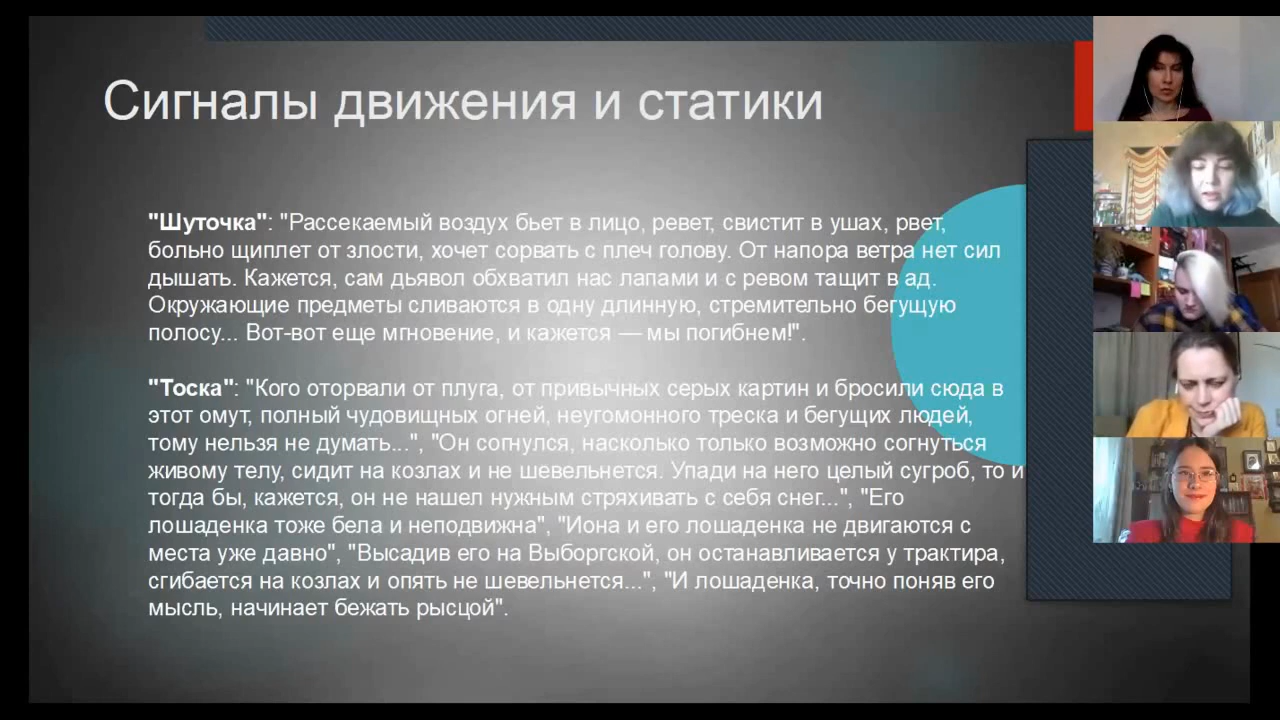 Сигналы движения и статики
"Шуточка": "Рассекаемый воздух бьет в лицо, ревет, свистит в ушах, рвет,
больно щиплет от злости, хочет сорвать с плеч голову. От напора ветра нет сил
дышать. Кажется, сам дьявол обхватил нас лапами и с ревом тащит в ад.
Окружающие предметы сливаются в одну длинную, стремительно бегущую
полосу... Вот-вот еще мгновение, и кажется — мы погибнем!".
"Тоска": "Кого оторвали от плуга, от привычных серых картин и бросили сюда в
этот омут, полный чудовищных огней, неугомонного треска и бегущих людей,
тому нельзя не думать...", "Он согнулся, насколько только возможно согнуться
живому телу, сидит на козлах и не шевельнется. Упади на него целый сугроб, то и
тогда бы, кажется, он не нашел нужным стряхивать с себя снег...", "Его
лошаденка тоже бела и неподвижна", "Иона и его лошаденка не двигаются с
места уже давно", "Высадив его на Выборгской, он останавливается у трактира,
сгибается на козлах и опять не шевельнется...", "И лошаденка, точно поняв его
мысль, начинает бежать рысцой".